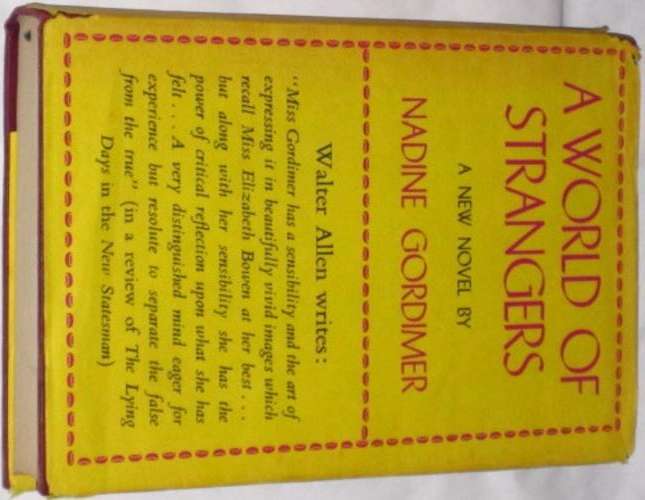 A WORLD OF
STRANGERS
A NEW NOVEL BY
NADINE GORDIMER
Walter Allen writes:
"Miss Gordimer has a sensibility and the art of
expressing it in beautifully vivid images which
recall Miss Elizabeth Bowen at her best . . .
but along with her sensibility she has the
power of critical reflection upon what she has
felt . . . A very distinguished mind eager for
experience but resolute to separate the false
from the true" (in a review of The Lying
Days in the New Statesman)